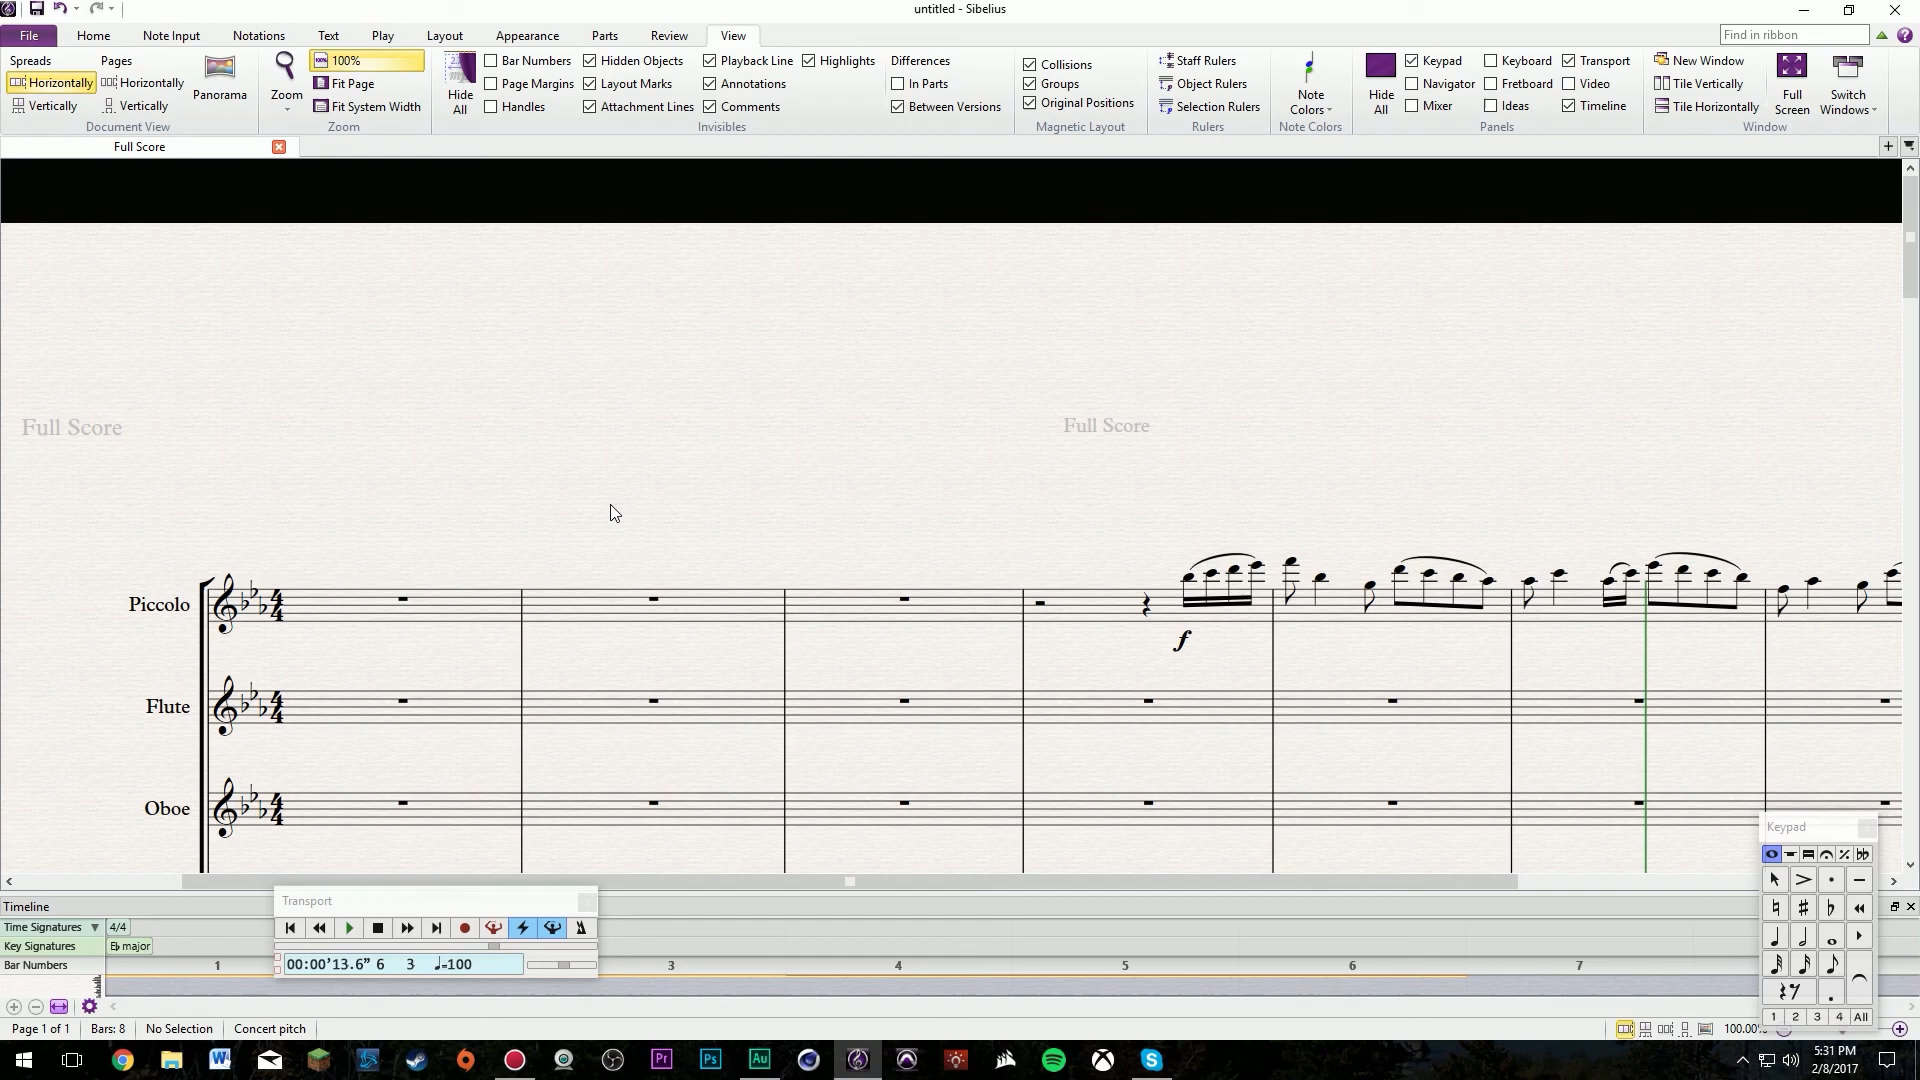 untitled - Sibelius
File Home Note Input Notations Text Play Layout Appearance Parts Review View Find in ribbon
Spreads Pages 100% Bar Numbers Hidden Objects Playback Line Highlights Differences Collisions Staff Rulers Keypad Keyboard Transport New Window
Horizontally Horizontally Fit Page Page Margins Layout Marks Annotations In Parts Groups Object Rulers Navigator Fretboard Video Tile Vertically
Vertically Vertically Panorama Zoom Fit System Width Hide All Handles Attachment Lines Comments Between Versions Original Positions Selection Rulers Note Colors Hide All Mixer Ideas Timeline Tile Horizontally Full Screen Switch Windows
Document View Zoom Invisibles Magnetic Layout Rulers Note Colors Panels Window
Full Score
Full Score Full Score
Piccolo
f
Flute
Oboe
Keypad
Transport
Timeline
Time Signatures 4/4
Key Signatures E♭ major
00:00'13.6" 6 3 ♩=100
Bar Numbers 1 3 4 5 6 7
1 2 3 4 All
Page 1 of 1 Bars: 8 No Selection Concert pitch 100.00%
5:31 PM
2/8/2017